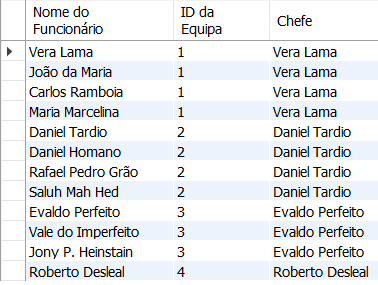 Nome do Funcionário ID da Equipa Chefe
Vera Lama 1 Vera Lama
João da Maria 1 Vera Lama
Carlos Ramboia 1 Vera Lama
Maria Marcelina 1 Vera Lama
Daniel Tardio 2 Daniel Tardio
Daniel Homano 2 Daniel Tardio
Rafael Pedro Grão 2 Daniel Tardio
Saluh Mah Hed 2 Daniel Tardio
Evaldo Perfeito 3 Evaldo Perfeito
Vale do Imperfeito 3 Evaldo Perfeito
Jony P. Heinstain 3 Evaldo Perfeito
Roberto Desleal 4 Roberto Desleal